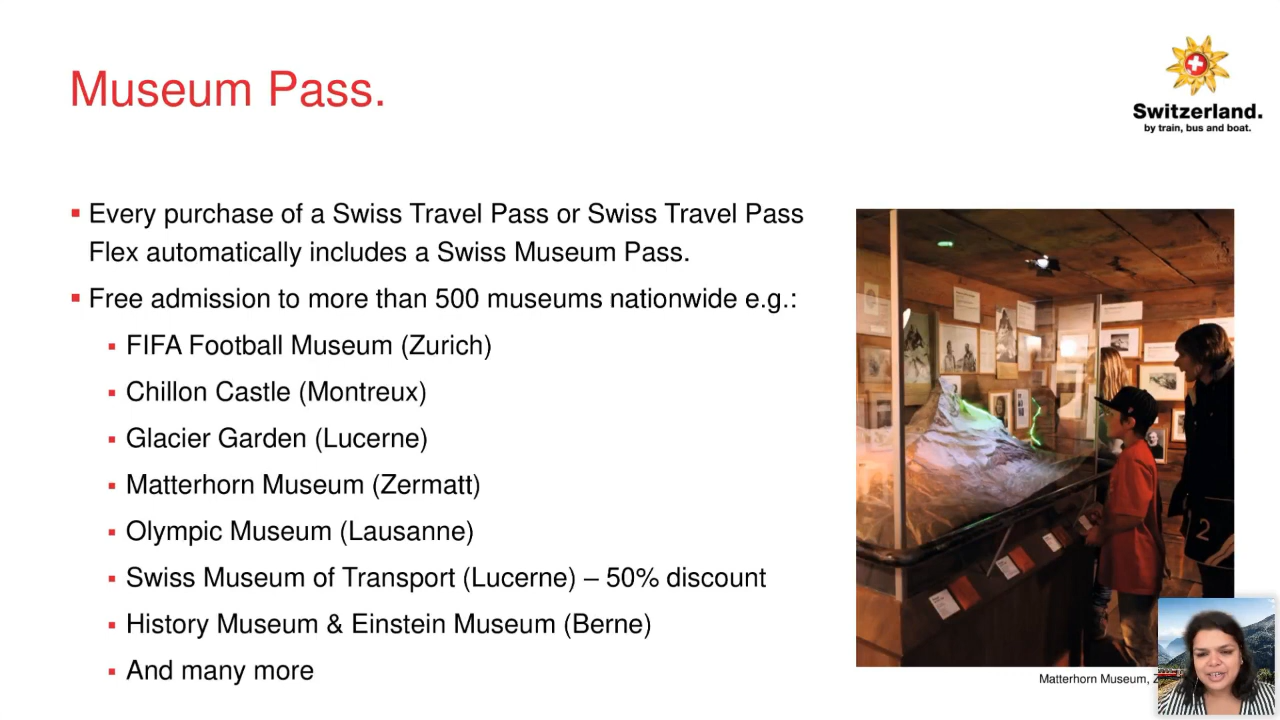 Museum Pass.
Switzerland.
by train, bus and boat.
▪ Every purchase of a Swiss Travel Pass or Swiss Travel Pass
Flex automatically includes a Swiss Museum Pass.
▪ Free admission to more than 500 museums nationwide e.g.:
▪ FIFA Football Museum (Zurich)
▪ Chillon Castle (Montreux)
▪ Glacier Garden (Lucerne)
▪ Matterhorn Museum (Zermatt)
▪ Olympic Museum (Lausanne)
▪ Swiss Museum of Transport (Lucerne) – 50% discount
▪ History Museum & Einstein Museum (Berne)
▪ And many more
2
Matterhorn Museum,